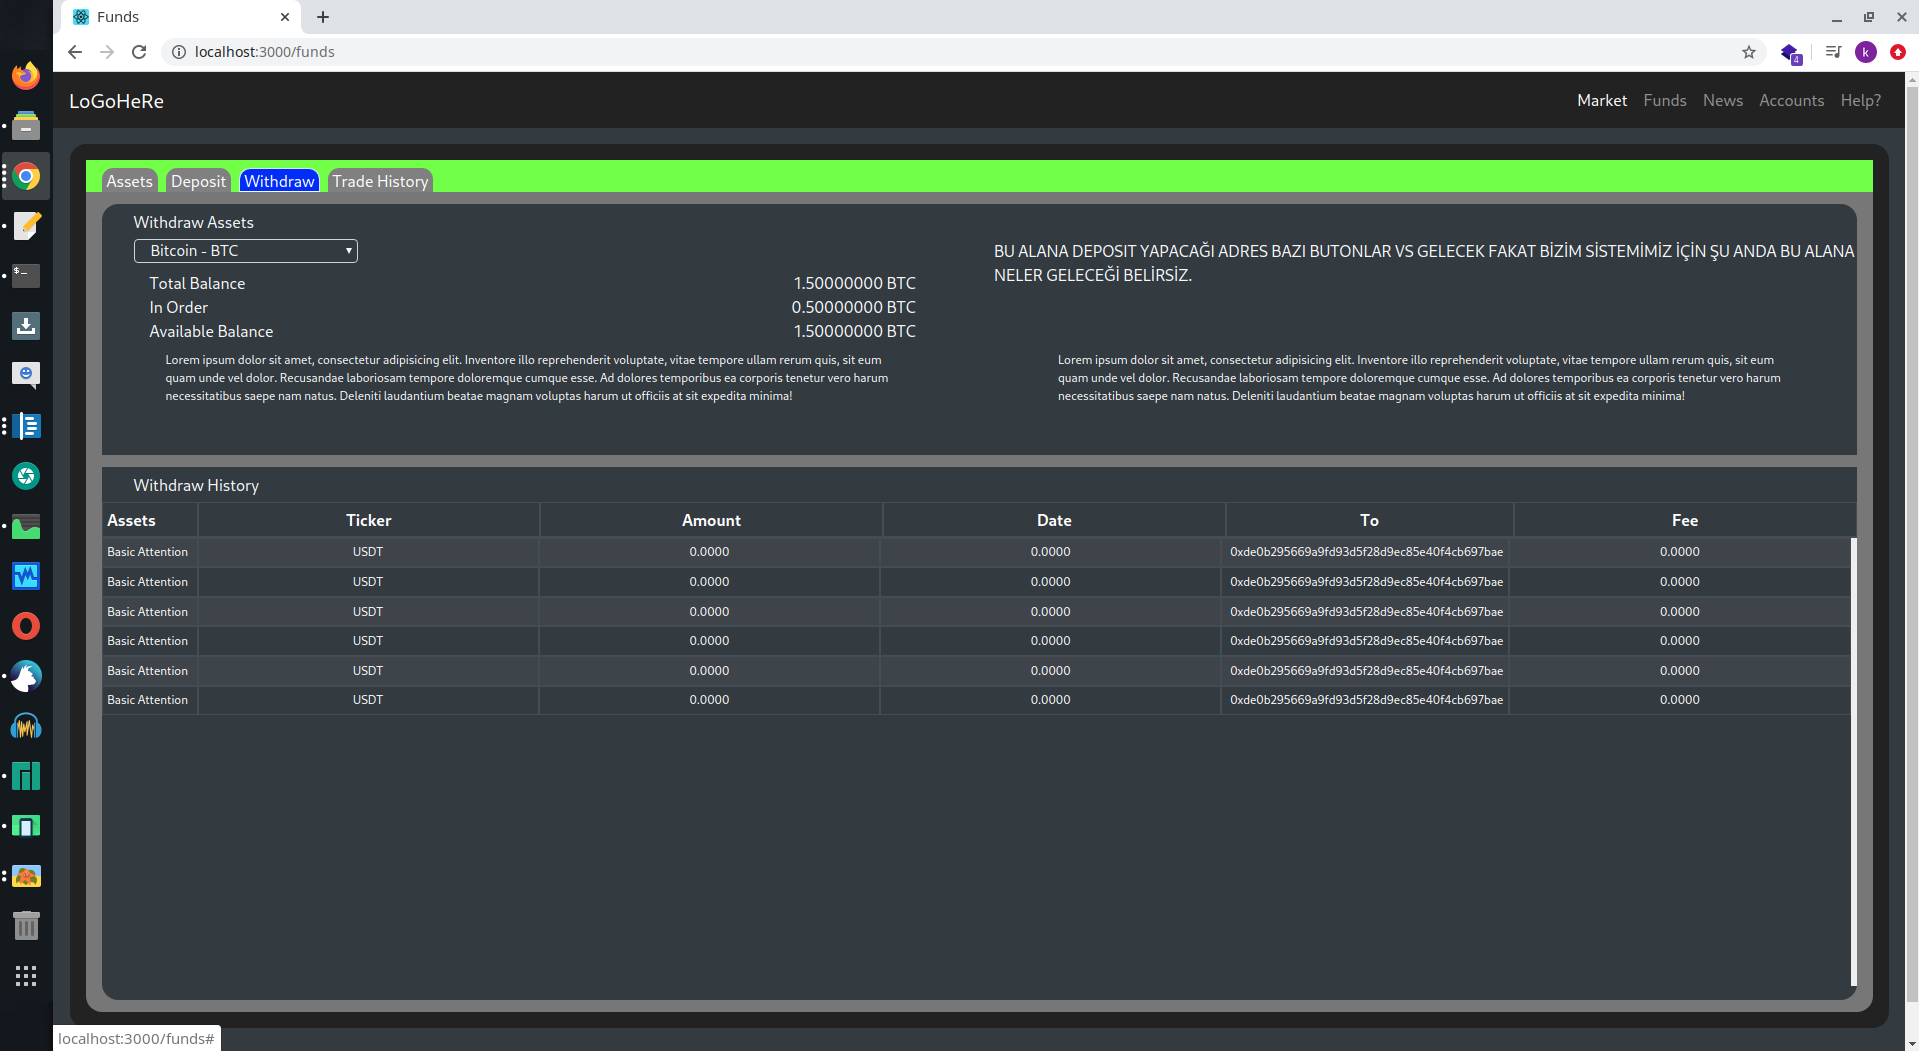 Funds
localhost:3000/funds
4
k
LoGoHeRe
Market Funds News Accounts Help?
Assets Deposit Withdraw Trade History
Withdraw Assets
Bitcoin - BTC
Total Balance 1.50000000 BTC
In Order 0.50000000 BTC
Available Balance 1.50000000 BTC
Lorem ipsum dolor sit amet, consectetur adipisicing elit. Inventore illo reprehenderit voluptate, vitae tempore ullam rerum quis, sit eum
quam unde vel dolor. Recusandae laboriosam tempore doloremque cumque esse. Ad dolores temporibus ea corporis tenetur vero harum
necessitatibus saepe nam natus. Deleniti laudantium beatae magnam voluptas harum ut officiis at sit expedita minima!
BU ALANA DEPOSIT YAPACAĞI ADRES BAZI BUTONLAR VS GELECEK FAKAT BİZİM SİSTEMİMİZ İÇİN ŞU ANDA BU ALANA
NELER GELECEĞİ BELİRSİZ.
Lorem ipsum dolor sit amet, consectetur adipisicing elit. Inventore illo reprehenderit voluptate, vitae tempore ullam rerum quis, sit eum
quam unde vel dolor. Recusandae laboriosam tempore doloremque cumque esse. Ad dolores temporibus ea corporis tenetur vero harum
necessitatibus saepe nam natus. Deleniti laudantium beatae magnam voluptas harum ut officiis at sit expedita minima!
Withdraw History
Assets Ticker Amount Date To Fee
Basic Attention USDT 0.0000 0.0000 0xde0b295669a9fd93d5f28d9ec85e40f4cb697bae 0.0000
Basic Attention USDT 0.0000 0.0000 0xde0b295669a9fd93d5f28d9ec85e40f4cb697bae 0.0000
Basic Attention USDT 0.0000 0.0000 0xde0b295669a9fd93d5f28d9ec85e40f4cb697bae 0.0000
Basic Attention USDT 0.0000 0.0000 0xde0b295669a9fd93d5f28d9ec85e40f4cb697bae 0.0000
Basic Attention USDT 0.0000 0.0000 0xde0b295669a9fd93d5f28d9ec85e40f4cb697bae 0.0000
Basic Attention USDT 0.0000 0.0000 0xde0b295669a9fd93d5f28d9ec85e40f4cb697bae 0.0000
localhost:3000/funds#